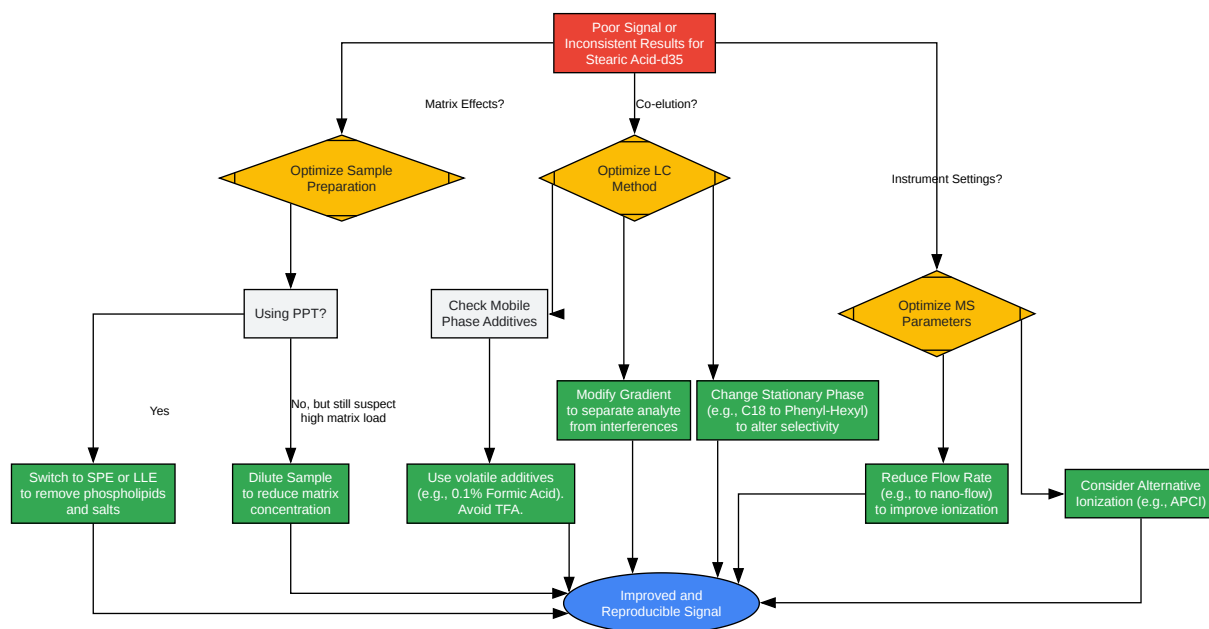 Poor Signal or
Inconsistent Results for
Stearic Acid-d35
Matrix Effects?
Co-elution?
Optimize Sample
Preparation
Optimize LC
Method
Instrument Settings?
Using PPT?
Check Mobile
Phase Additives
Optimize MS
Parameters
Yes
No, but still suspect
high matrix load
Modify Gradient
to separate analyte
from interferences
Change Stationary Phase
(e.g., C18 to Phenyl-Hexyl)
to alter selectivity
Switch to SPE or LLE
to remove phospholipids
and salts
Dilute Sample
to reduce matrix
concentration
Use volatile additives
(e.g., 0.1% Formic Acid).
Avoid TFA.
Reduce Flow Rate
(e.g., to nano-flow)
to improve ionization
Consider Alternative
Ionization (e.g., APCI)
Improved and
Reproducible Signal